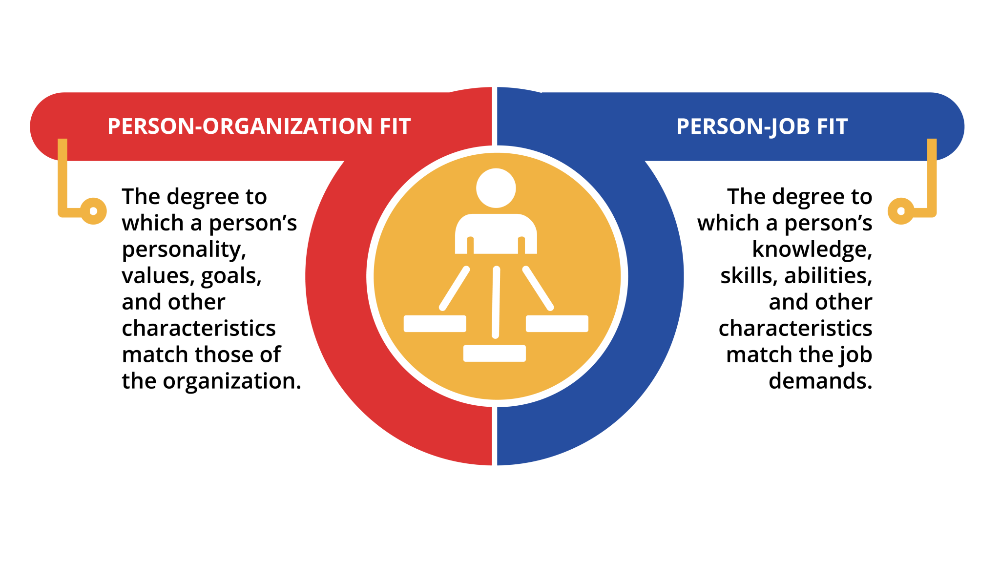 PERSON-ORGANIZATION FIT
The degree to
which a person’s
personality,
values, goals,
and other
characteristics
match those of
the organization.
PERSON-JOB FIT
The degree to
which a person’s
knowledge,
skills, abilities,
and other
characteristics
match the job
demands.